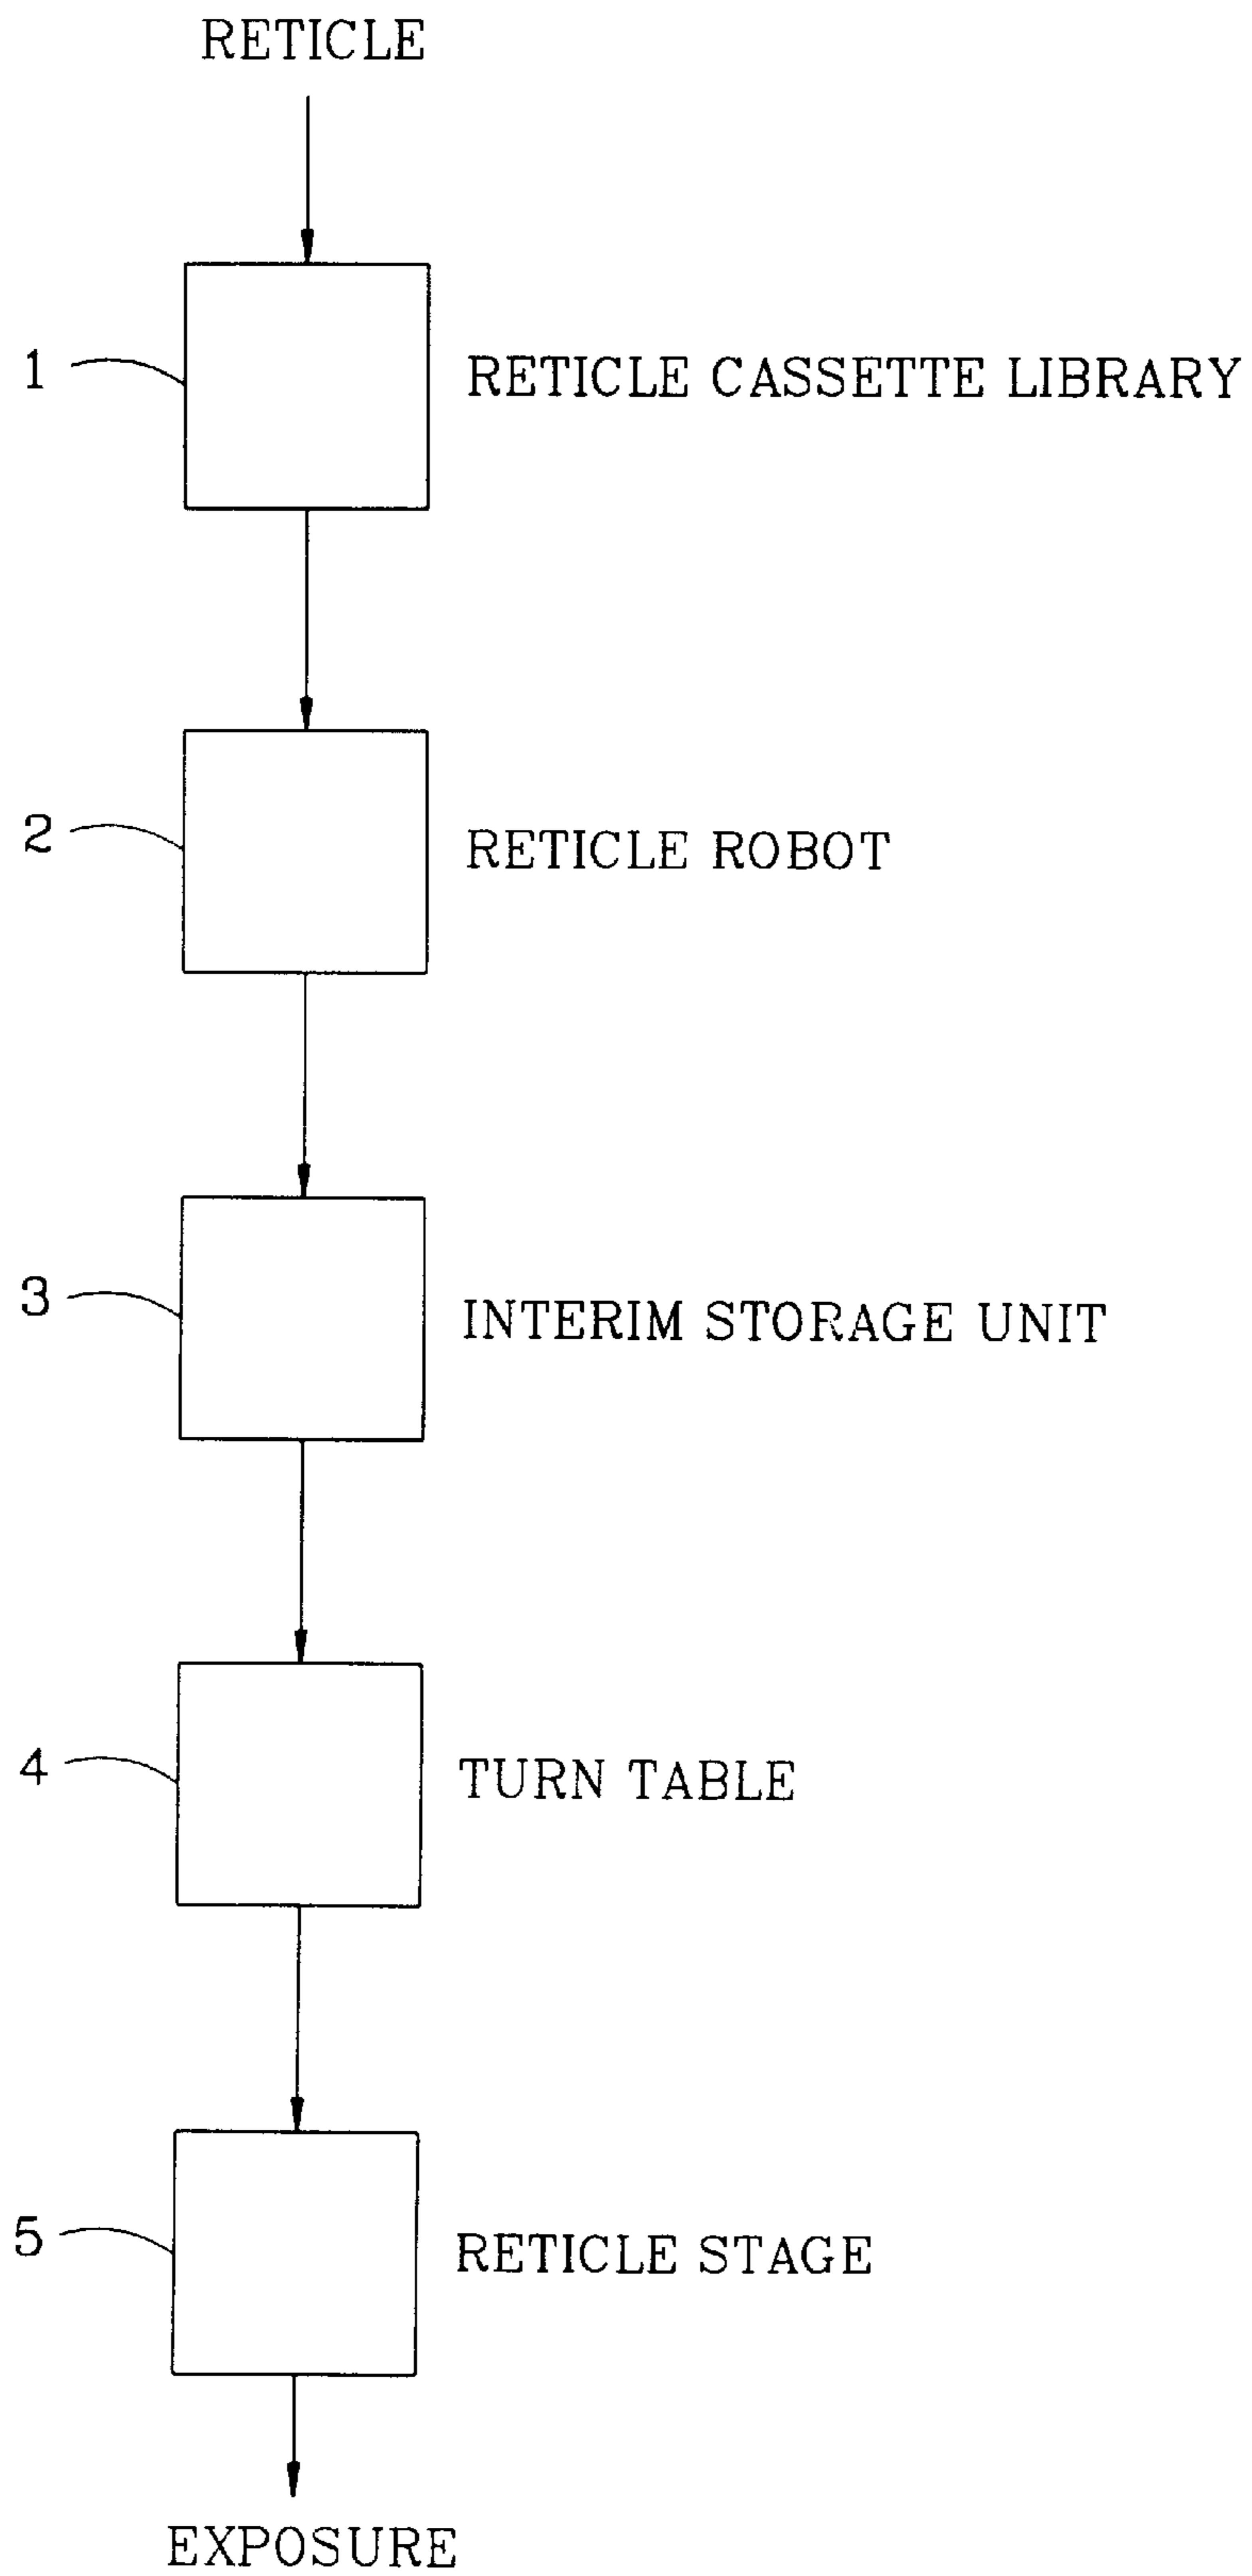 RETICLE
1 RETICLE CASSETTE LIBRARY
2 RETICLE ROBOT
3 INTERIM STORAGE UNIT
4 TURN TABLE
5 RETICLE STAGE
EXPOSURE